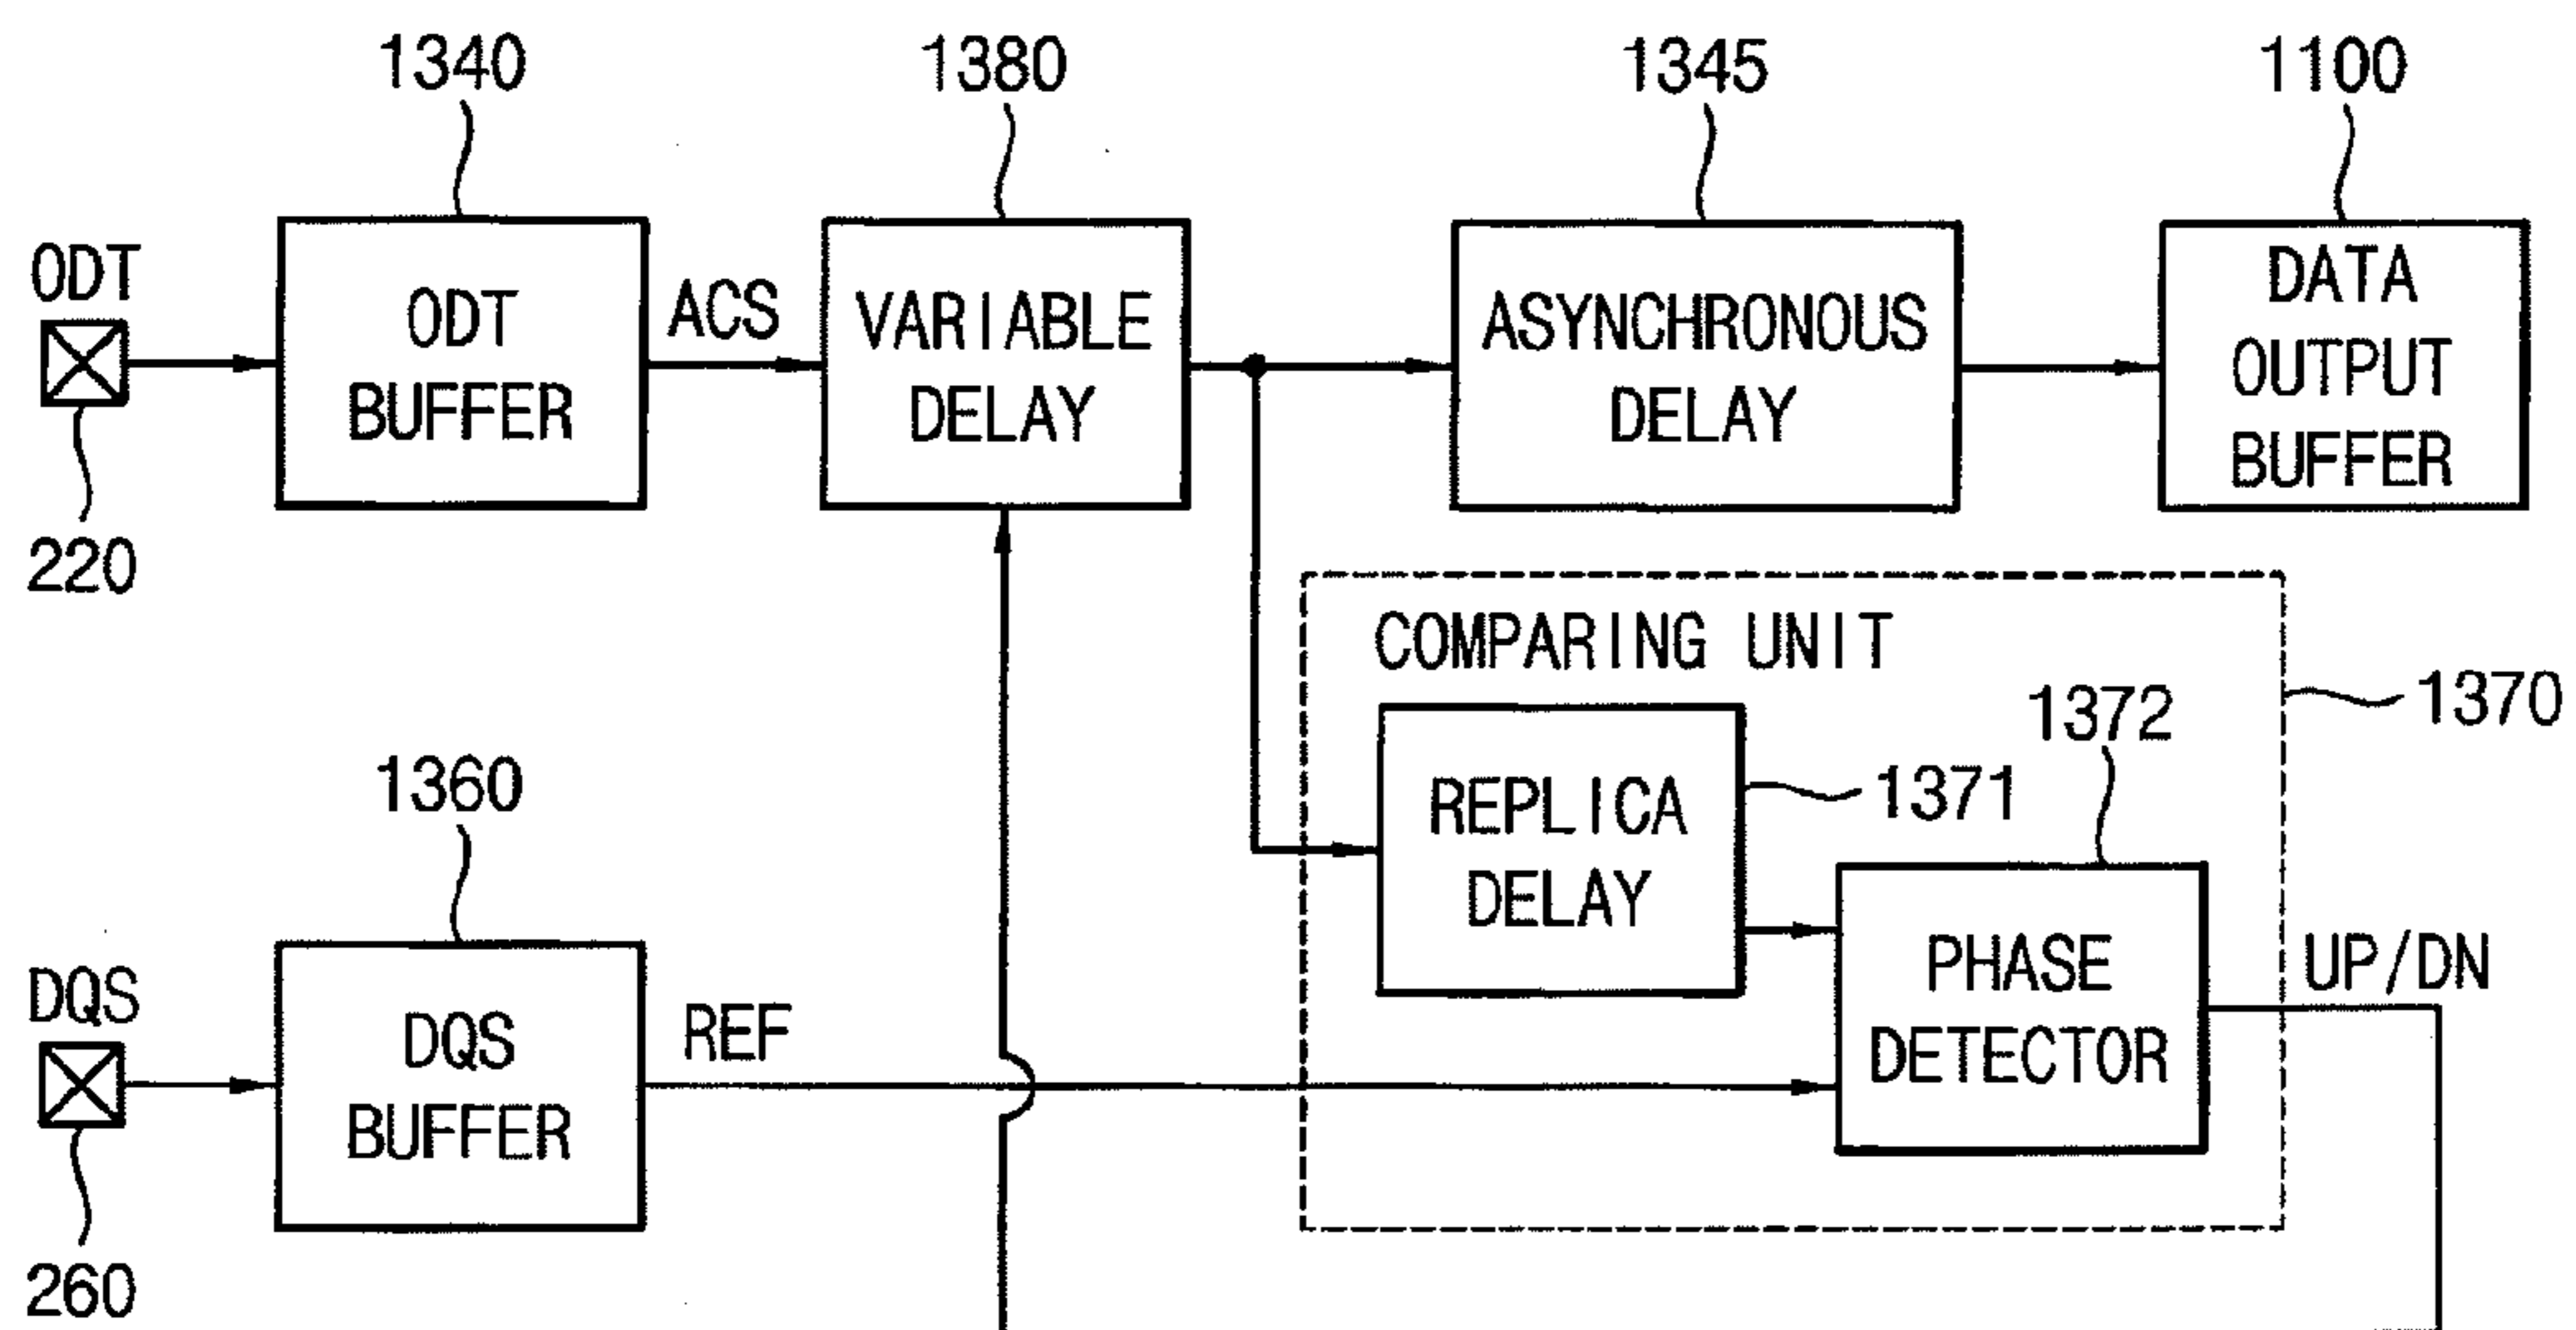 1340
1380
1345
1100
ODT
ODT
BUFFER
ACS
VARIABLE
DELAY
ASYNCHRONOUS
DELAY
DATA
OUTPUT
BUFFER
220
COMPARING UNIT
1370
1372
1360
REPLICA
DELAY
1371
DQS
DQS
BUFFER
REF
PHASE
DETECTOR
UP/DN
260